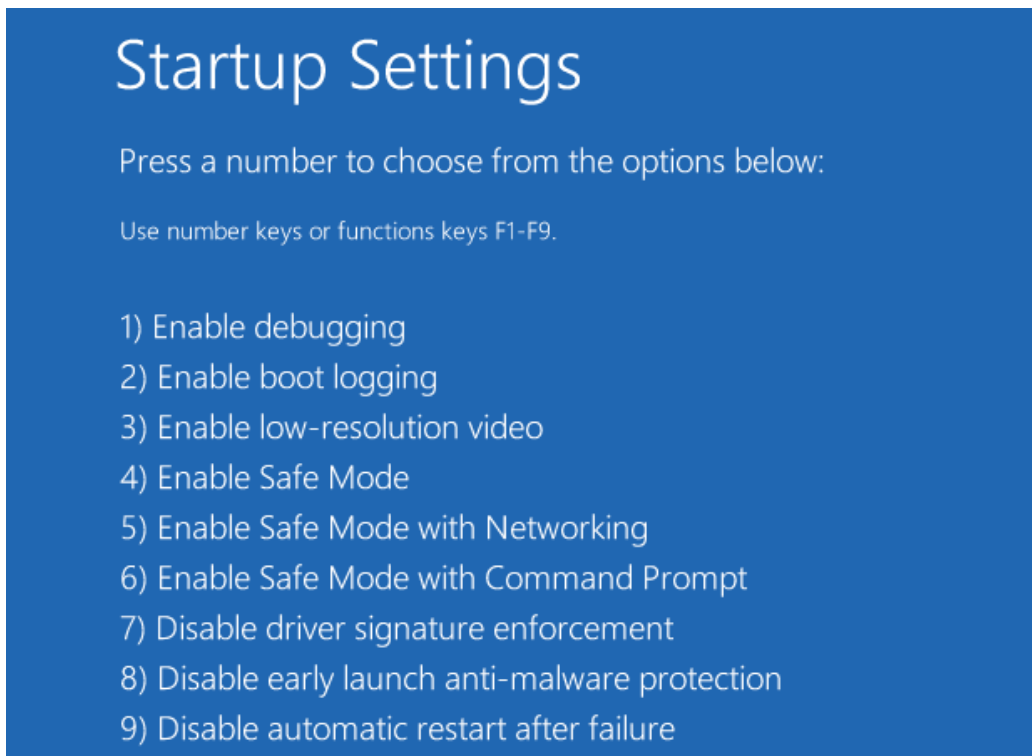 Startup Settings
Press a number to choose from the options below:
Use number keys or functions keys F1-F9.
1) Enable debugging
2) Enable boot logging
3) Enable low-resolution video
4) Enable Safe Mode
5) Enable Safe Mode with Networking
6) Enable Safe Mode with Command Prompt
7) Disable driver signature enforcement
8) Disable early launch anti-malware protection
9) Disable automatic restart after failure